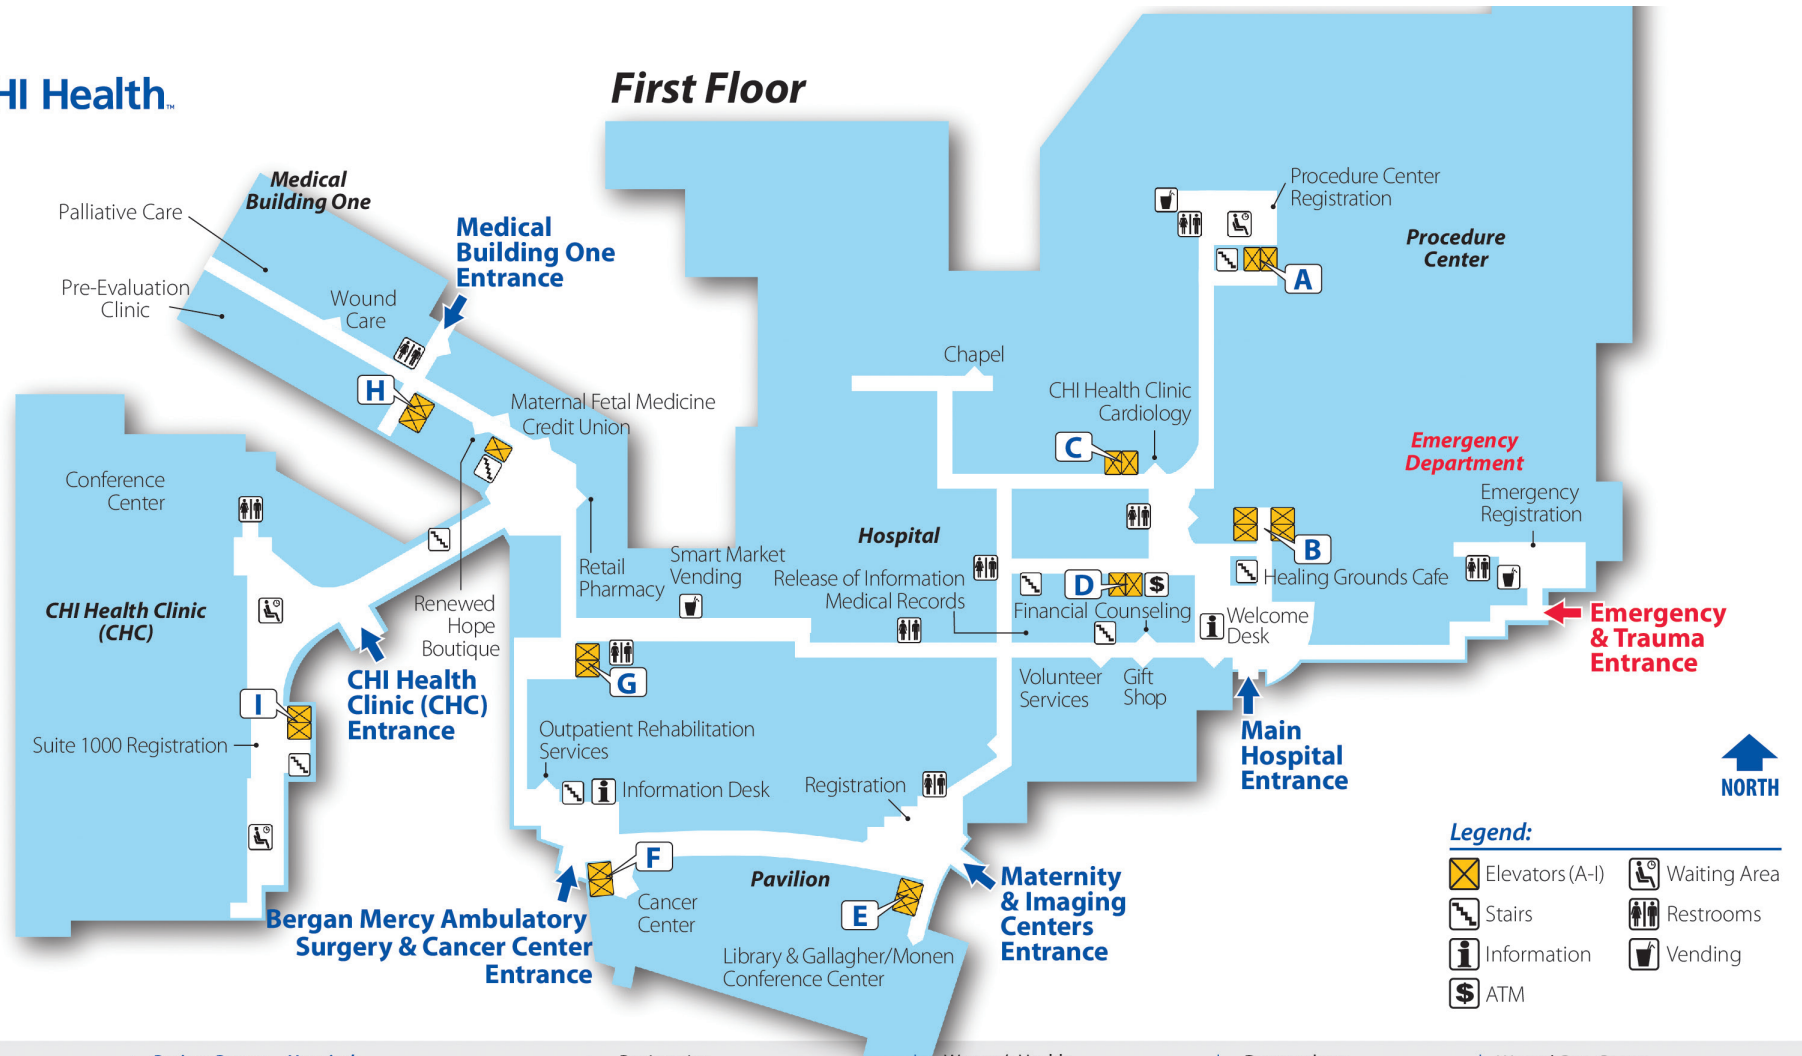 HI Health™
First Floor
Medical
Building One
Palliative Care
Medical
Building One
Entrance
Pre-Evaluation
Clinic
Wound
Care
H
Maternal Fetal Medicine
Credit Union
Procedure Center
Registration
Procedure
Center
A
Chapel
CHI Health Clinic
Cardiology
C
Emergency
Department
Emergency
Registration
Conference
Center
Hospital
B
Smart Market
Vending
Retail
Pharmacy
Release of Information
Medical Records
D
$
Healing Grounds Cafe
Financial Counseling
Welcome
Desk
Emergency
& Trauma
Entrance
CHI Health Clinic
(CHC)
Renewed
Hope
Boutique
CHI Health
Clinic (CHC)
Entrance
G
Volunteer
Services
Gift
Shop
I
Suite 1000 Registration
Outpatient Rehabilitation
Services
Information Desk
Registration
Main
Hospital
Entrance
NORTH
F
Pavilion
Cancer
Center
E
Maternity
& Imaging
Centers
Entrance
Bergan Mercy Ambulatory
Surgery & Cancer Center
Entrance
Library & Gallagher/Monen
Conference Center
Legend:
Elevators (A-I)
Waiting Area
Stairs
Restrooms
Information
Vending
$ ATM